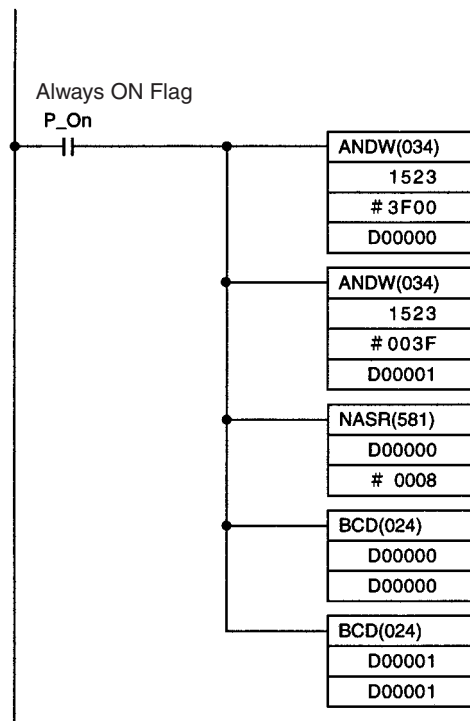 Always ON Flag
P_On
ANDW(034)
1523
#3F00
D00000
ANDW(034)
1523
#003F
D00001
NASR(581)
D00000
# 0008
BCD(024)
D00000
D00000
BCD(024)
D00001
D00001